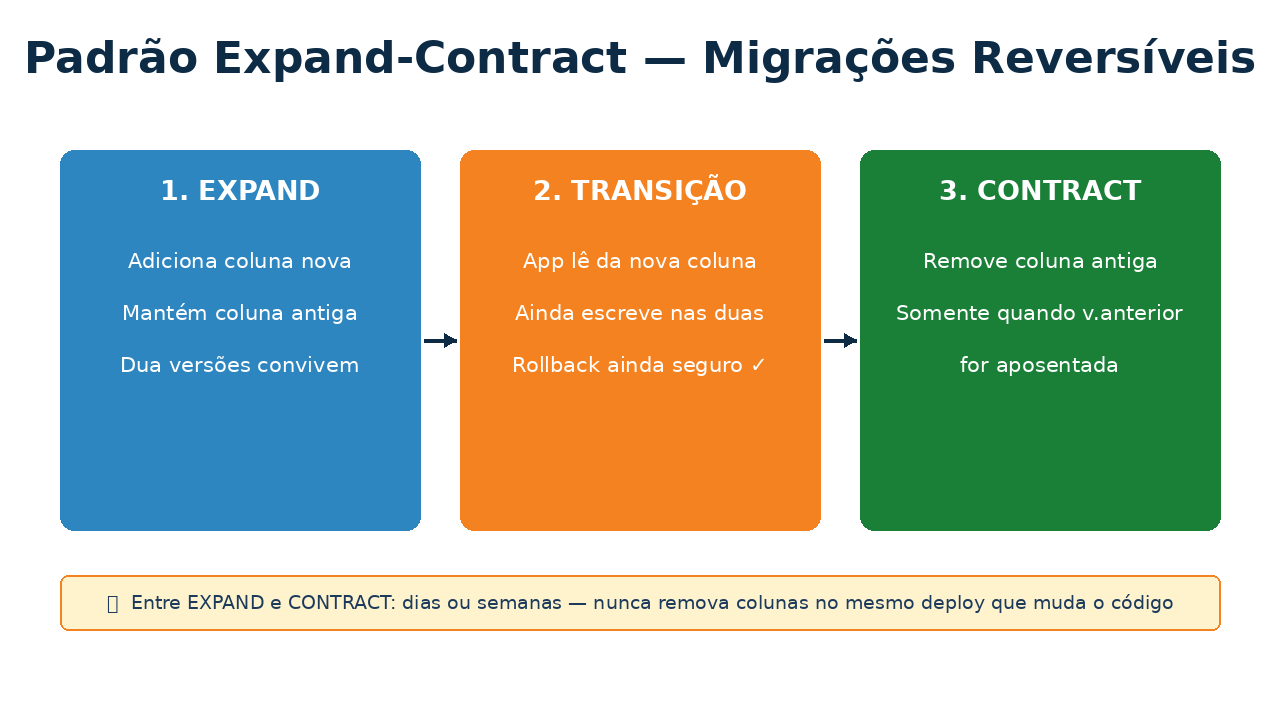 Padrão Expand-Contract — Migrações Reversíveis
1. EXPAND
Adiciona coluna nova
Mantém coluna antiga
Dua versões convivem
2. TRANSIÇÃO
App lê da nova coluna
Ainda escreve nas duas
Rollback ainda seguro ✓
3. CONTRACT
Remove coluna antiga
Somente quando v.anterior
for aposentada
Entre EXPAND e CONTRACT: dias ou semanas — nunca remova colunas no mesmo deploy que muda o código